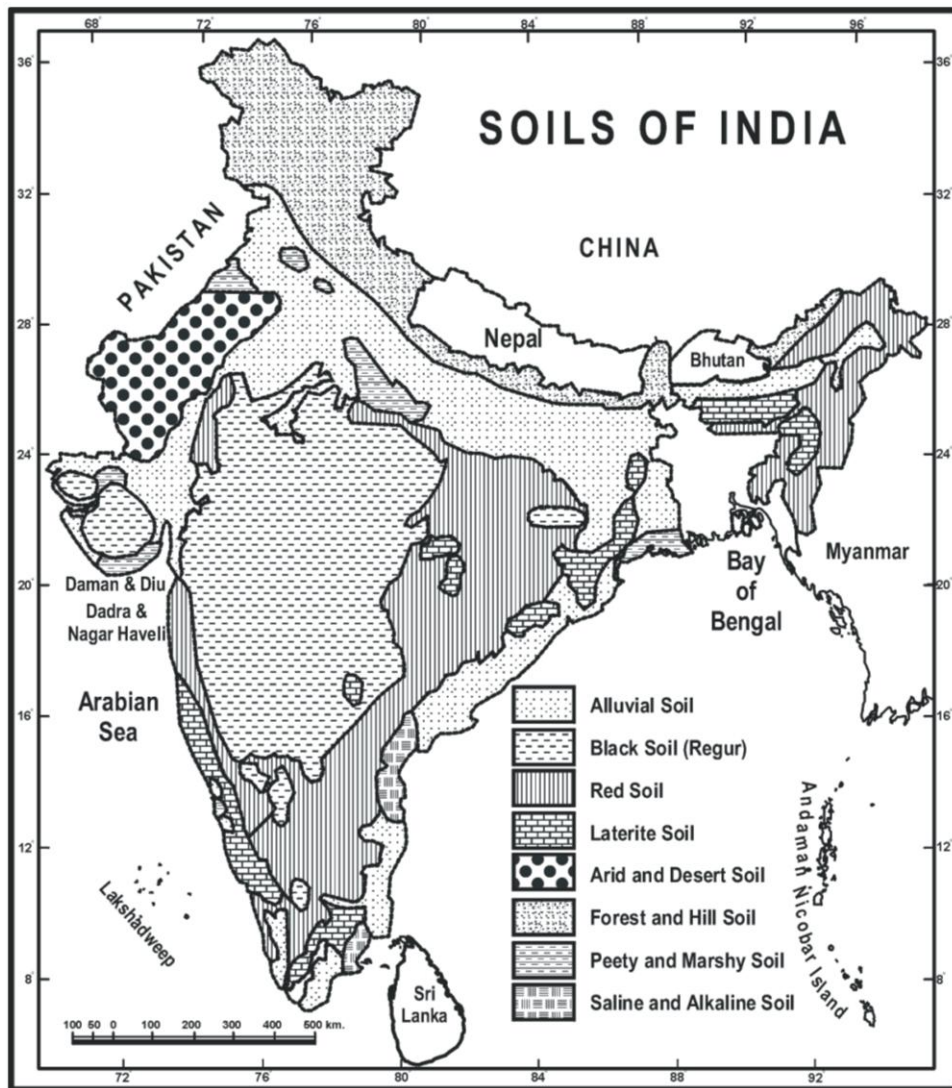 68° 72° 76° 80° 84° 88° 92° 96°
36° 36°
SOILS OF INDIA
32° 32°
PAKISTAN
CHINA
28° 28°
Nepal
Bhutan
24° 24°
Myanmar
20° 20°
Daman & Diu
Dadra &
Nagar Haveli
Bay
of
Bengal
Arabian
Sea
16° 16°
Alluvial Soil
Black Soil (Regur)
Red Soil
Laterite Soil
Arid and Desert Soil
Forest and Hill Soil
Peety and Marshy Soil
Saline and Alkaline Soil
Andaman Nicobar Island
12° 12°
Lakshadweep
8° 8°
Sri
Lanka
100 50 0 100 200 300 400 500 km.
72 76 80 84 88 92